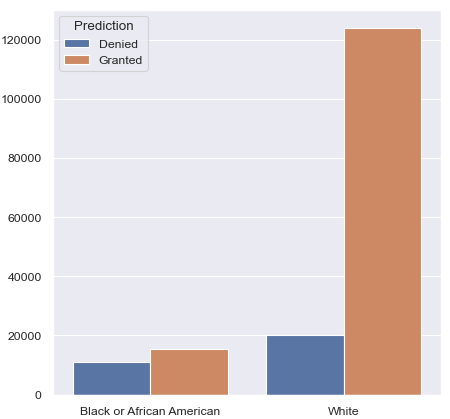 Prediction
Denied
Granted
120000
100000
80000
60000
40000
20000
0
Black or African American
White